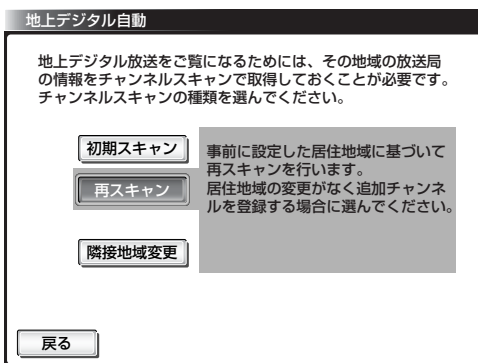 地上デジタル自動
地上デジタル放送をご覧になるためには、その地域の放送局
の情報をチャンネルスキャンで取得しておくことが必要です。
チャンネルスキャンの種類を選んでください。
初期スキャン
再スキャン
隣接地域変更
事前に設定した居住地域に基づいて
再スキャンを行います。
居住地域の変更がなく追加チャンネ
ルを登録する場合に選んでください。
戻る